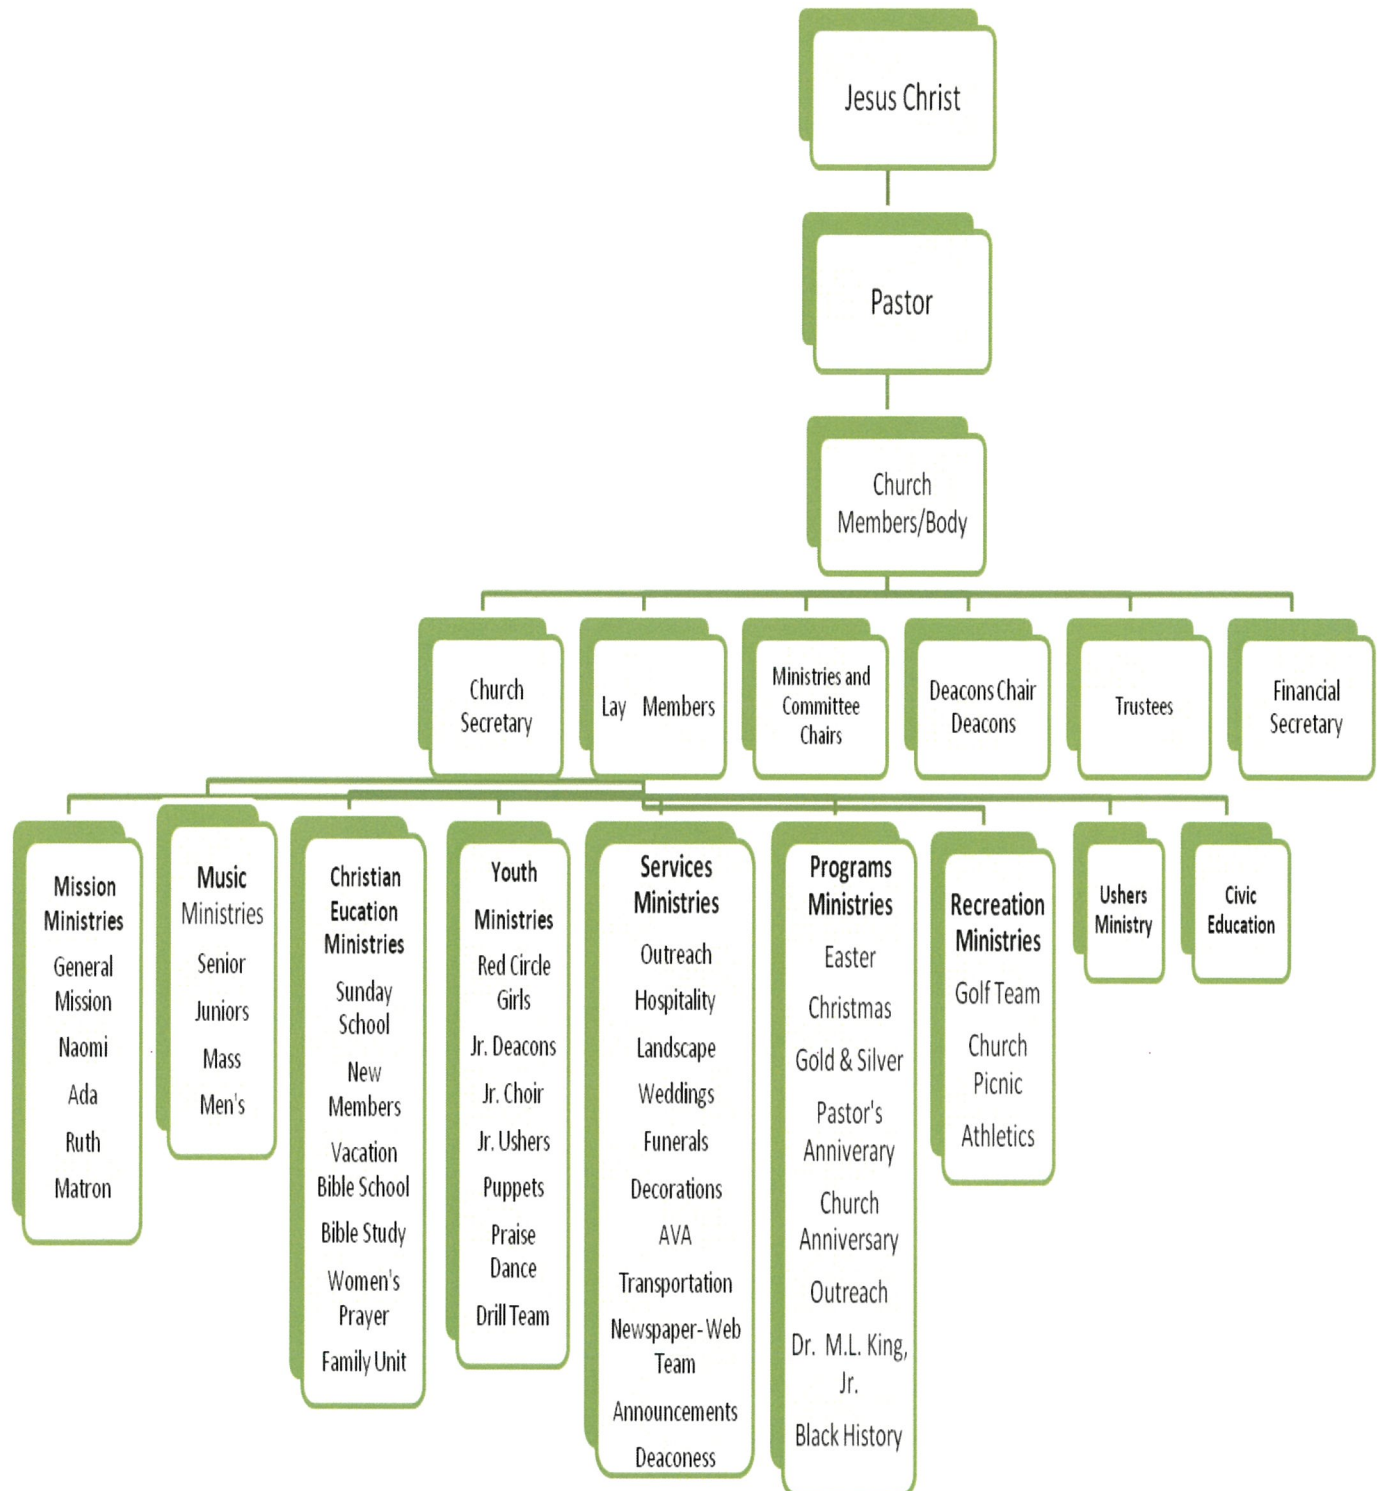 Jesus Christ
Pastor
Church
Members/Body
Church
Secretary
Lay Members
Ministries and
Committee
Chairs
Deacons Chair
Deacons
Trustees
Financial
Secretary
Mission
Ministries
General
Mission
Naomi
Ada
Ruth
Matron
Music
Ministries
Senior
Juniors
Mass
Men's
Christian
Eucation
Ministries
Sunday
School
New
Members
Vacation
Bible School
Bible Study
Women's
Prayer
Family Unit
Youth
Ministries
Red Circle
Girls
Jr. Deacons
Jr. Choir
Jr. Ushers
Puppets
Praise
Dance
Drill Team
Services
Ministries
Outreach
Hospitality
Landscape
Weddings
Funerals
Decorations
AVA
Transportation
Newspaper- Web
Team
Announcements
Deaconess
Programs
Ministries
Easter
Christmas
Gold & Silver
Pastor's
Anniverary
Church
Anniversary
Outreach
Dr. M.L. King,
Jr.
Black History
Recreation
Ministries
Golf Team
Church
Picnic
Athletics
Ushers
Ministry
Civic
Education